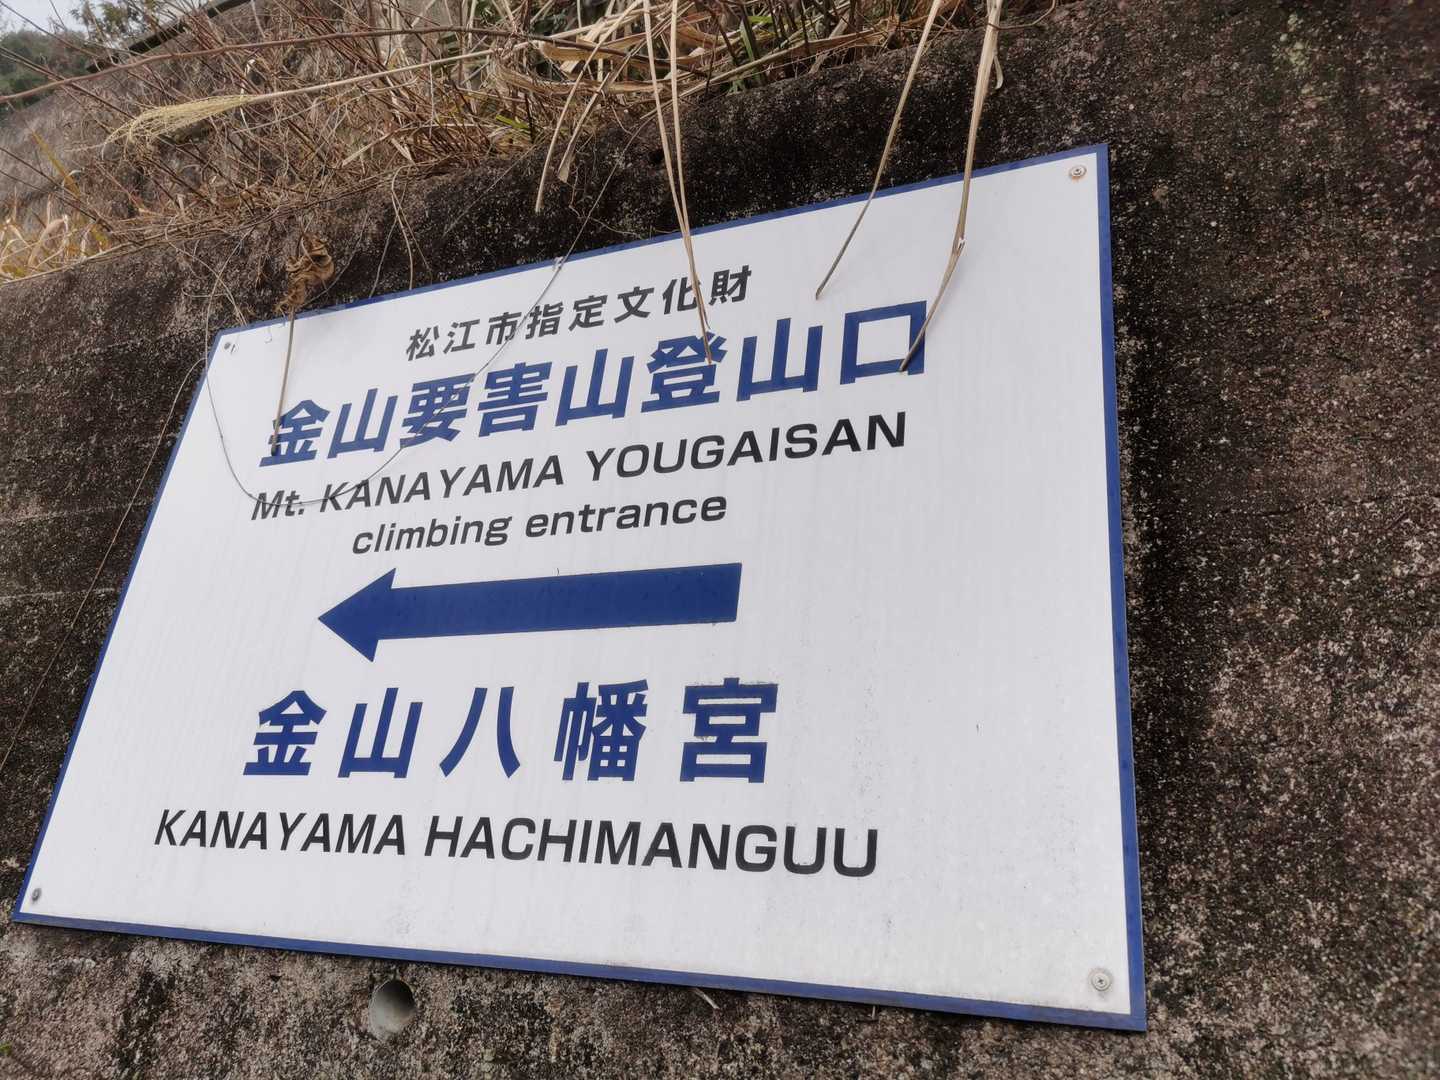 松江市指定文化財
金山要害山登山口
Mt. KANAYAMA YOUGAISAN
climbing entrance
金山八幡宮
KANAYAMA HACHIMANGUU